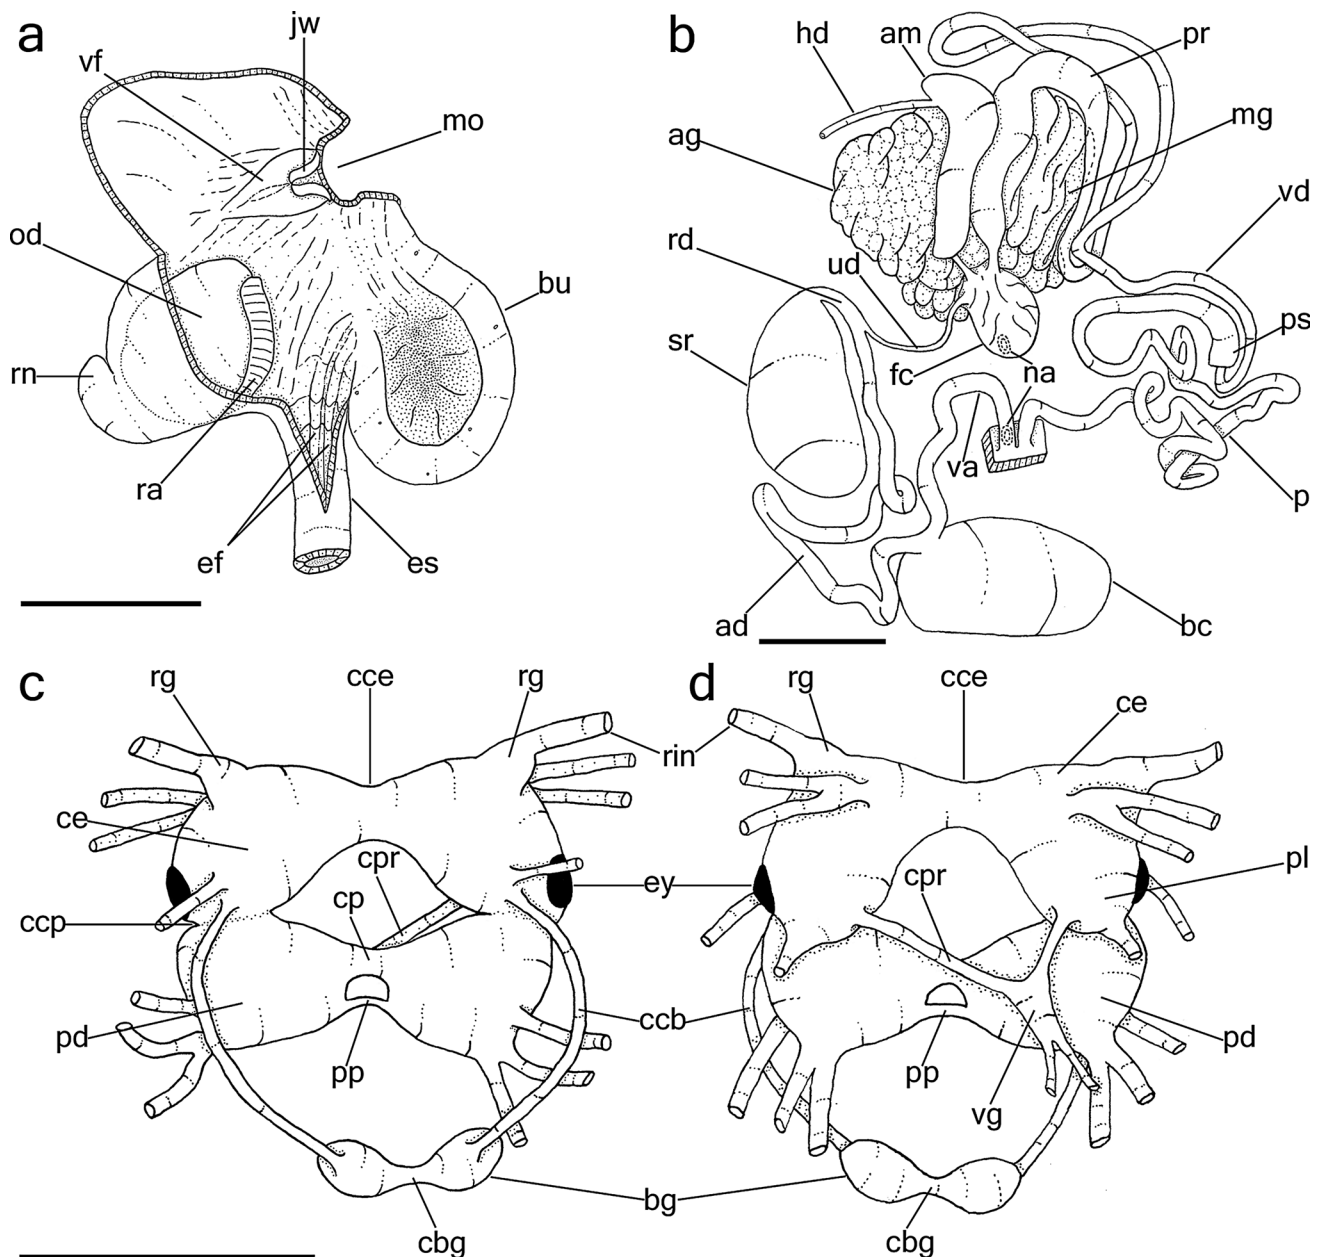 a
jw
vf
mo
od
bu
rn
ra
ef
es
b
hd
am
pr
ag
mg
rd
ud
vd
sr
ps
fc
na
va
p
ad
bc
c
rg
cce
rg
rin
ce
cpr
cp
ey
ccp
pd
pp
ccb
bg
cbg
d
rg
cce
ce
cpr
pl
pp
pd
vg
cbg